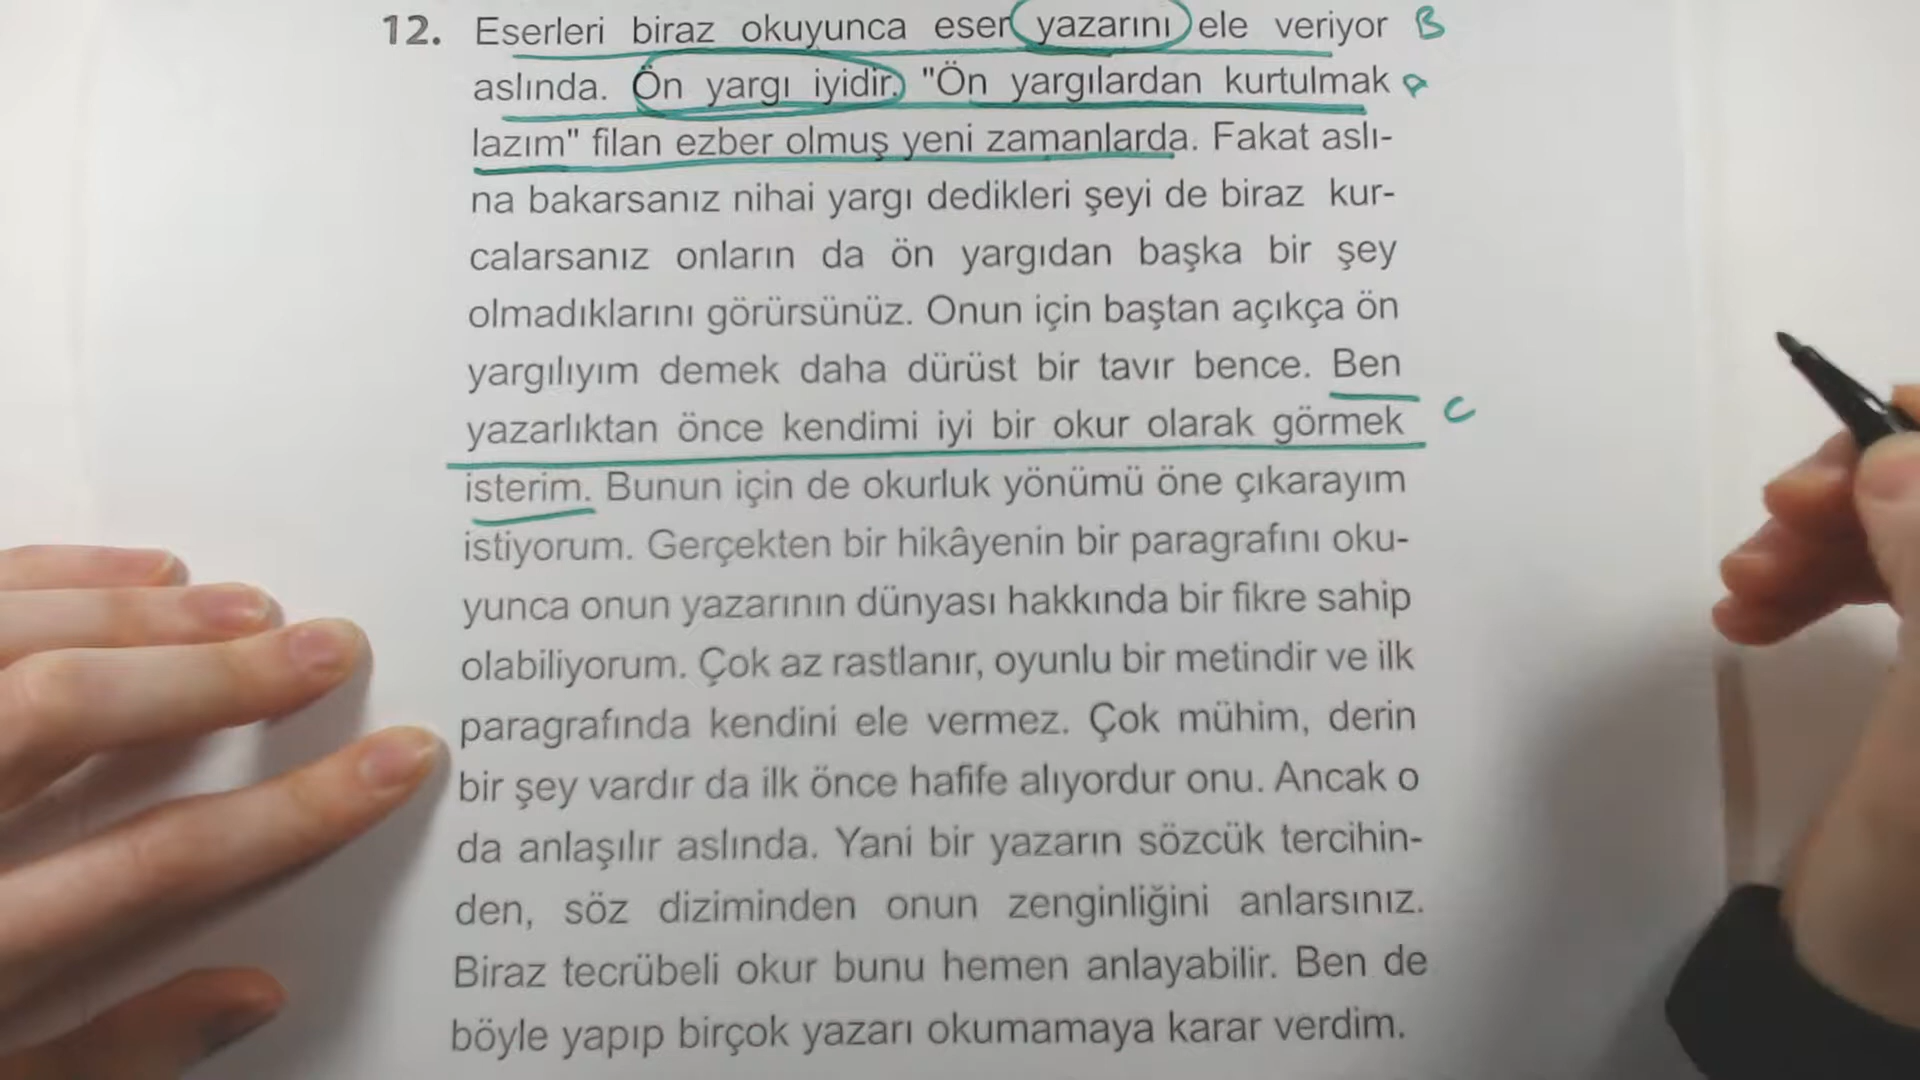 12. Eserleri biraz okuyunca eser yazarını ele veriyor B
aslında. Ön yargı iyidir. "Ön yargılardan kurtulmak A
lazım" filan ezber olmuş yeni zamanlarda. Fakat aslı-
na bakarsanız nihai yargı dedikleri şeyi de biraz kur-
calarsanız onların da ön yargıdan başka bir şey
olmadıklarını görürsünüz. Onun için baştan açıkça ön
yargılıyım demek daha dürüst bir tavır bence. Ben
yazarlıktan önce kendimi iyi bir okur olarak görmek C
isterim. Bunun için de okurluk yönümü öne çıkarayım
istiyorum. Gerçekten bir hikâyenin bir paragrafını oku-
yunca onun yazarının dünyası hakkında bir fikre sahip
olabiliyorum. Çok az rastlanır, oyunlu bir metindir ve ilk
paragrafında kendini ele vermez. Çok mühim, derin
bir şey vardır da ilk önce hafife alıyordur onu. Ancak o
da anlaşılır aslında. Yani bir yazarın sözcük tercihin-
den, söz diziminden onun zenginliğini anlarsınız.
Biraz tecrübeli okur bunu hemen anlayabilir. Ben de
böyle yapıp birçok yazarı okumamaya karar verdim.